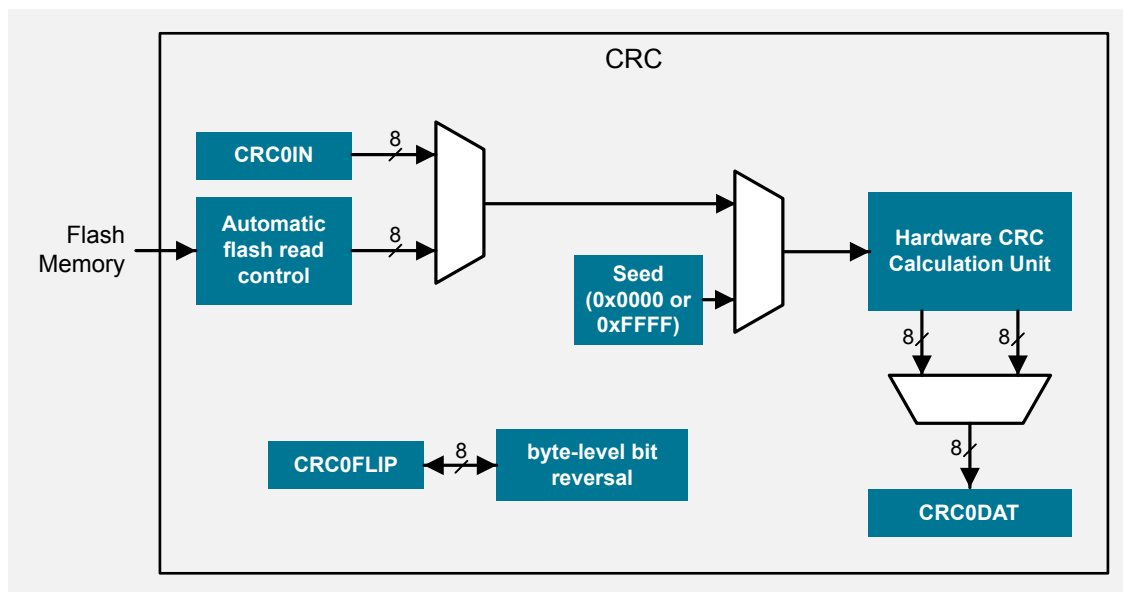 CRC
CRC0IN
8
Flash
Memory
Automatic
flash read
control
8
Seed
(0x0000 or
0xFFFF)
Hardware CRC
Calculation Unit
8
8
8
CRC0DAT
CRC0FLIP
8
byte-level bit
reversal